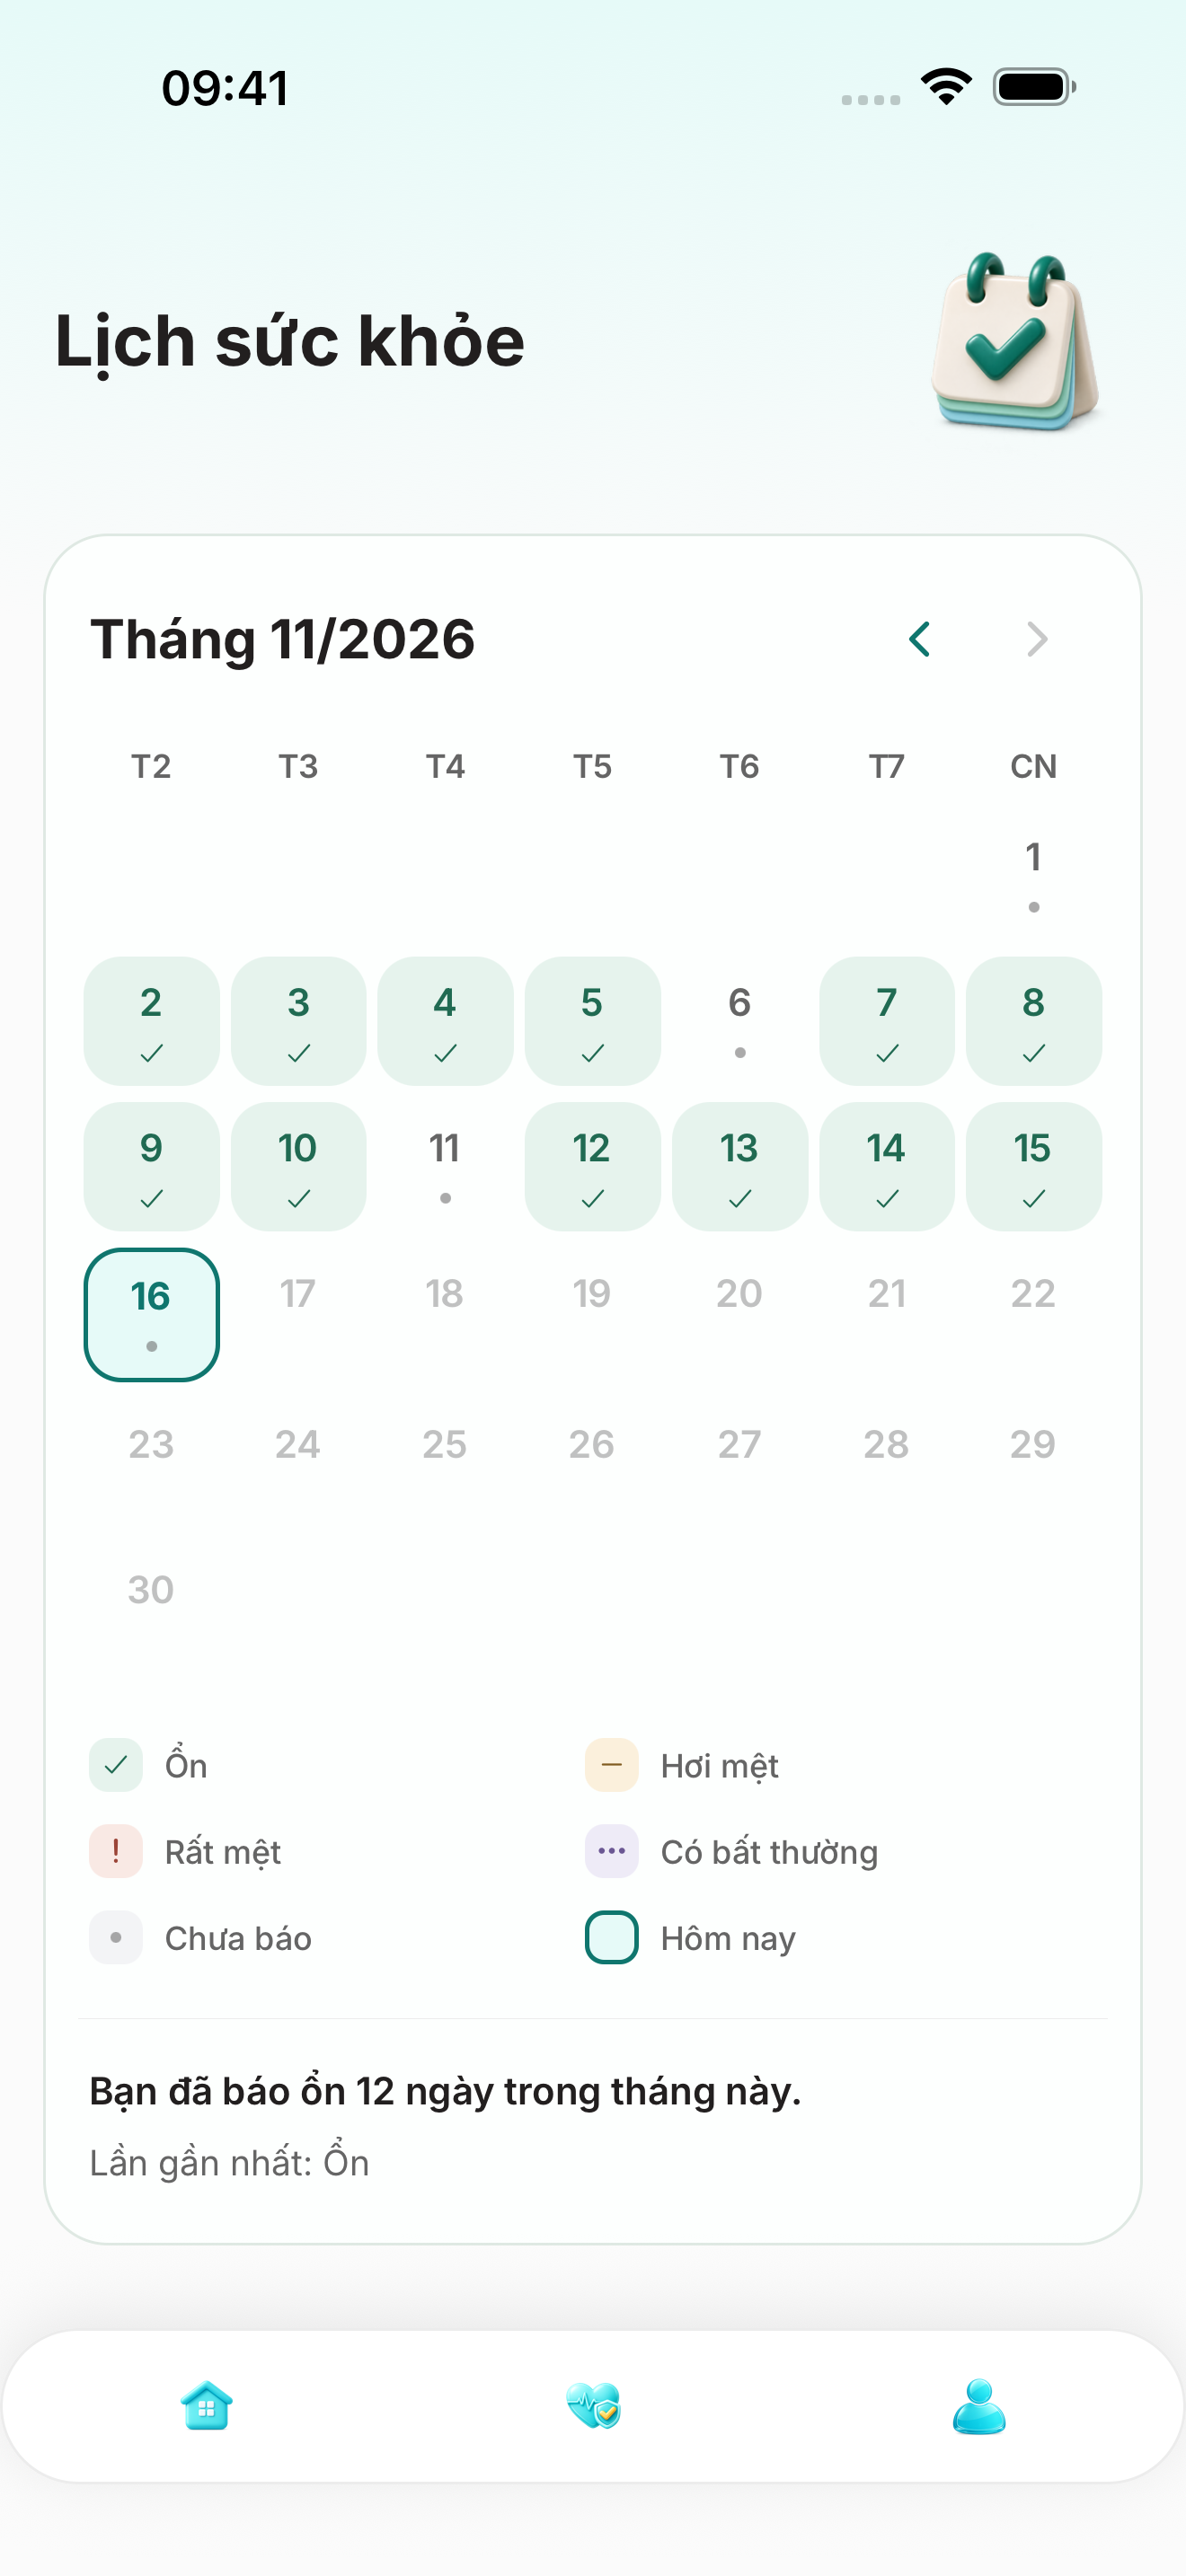 09:41
Lịch sức khỏe
Tháng 11/2026
T2 T3 T4 T5 T6 T7 CN
1
2 3 4 5 6 7 8
9 10 11 12 13 14 15
16 17 18 19 20 21 22
23 24 25 26 27 28 29
30
Ổn Hơi mệt
! Rất mệt Có bất thường
Chưa báo Hôm nay
Bạn đã báo ổn 12 ngày trong tháng này.
Lần gần nhất: Ổn